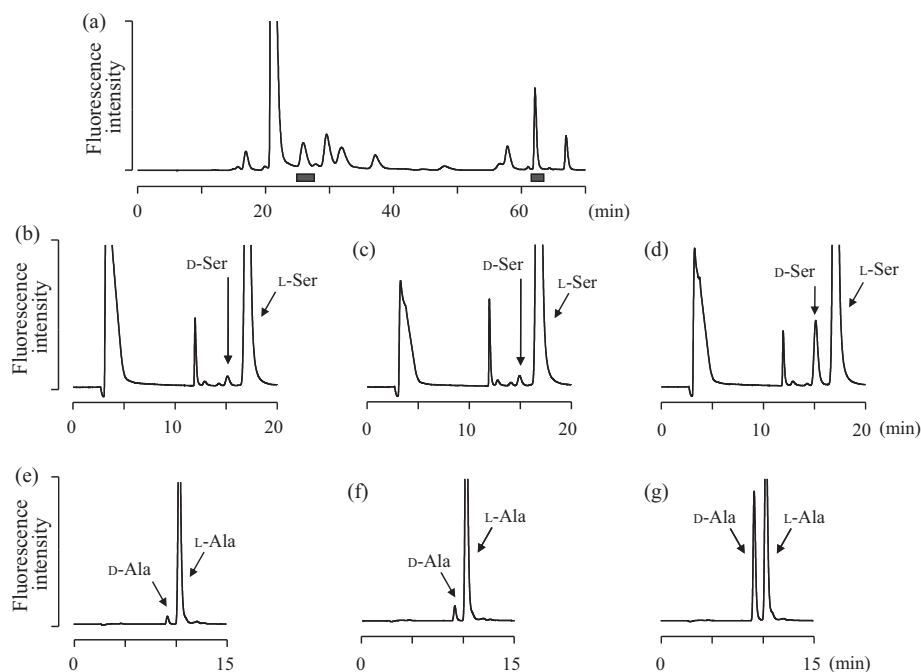 (a)
Fluorescence
intensity
0 20 40 60 (min)
(b) (c) (d)
Fluorescence
intensity
D-Ser L-Ser
D-Ser L-Ser
D-Ser L-Ser
0 10 20 0 10 20 0 10 20 (min)
(e) (f) (g)
Fluorescence
intensity
D-Ala L-Ala
D-Ala L-Ala
D-Ala L-Ala
0 15 0 15 0 15 (min)